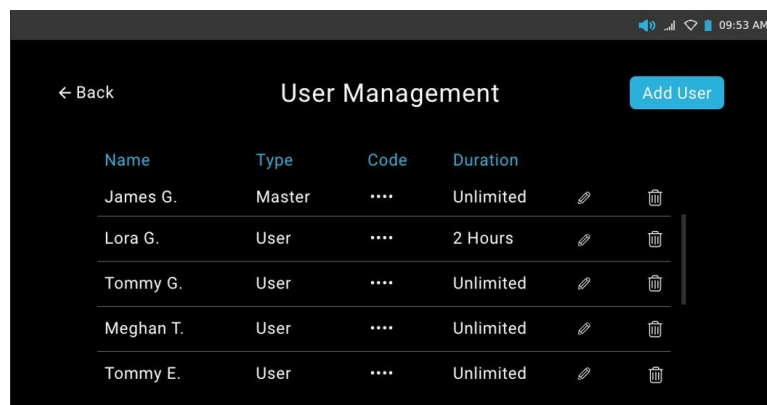 09:53 AM
← Back User Management Add User
Name Type Code Duration
James G. Master •••• Unlimited
Lora G. User •••• 2 Hours
Tommy G. User •••• Unlimited
Meghan T. User •••• Unlimited
Tommy E. User •••• Unlimited